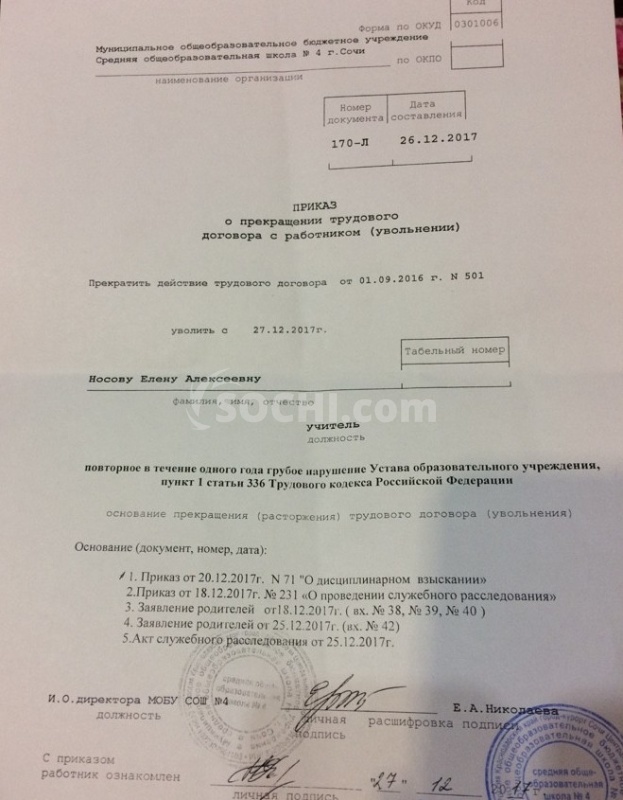 Код
Форма по ОКУД 0301006
Муниципальное общеобразовательное бюджетное учреждение
Средняя общеобразовательная школа № 4 г.Сочи
по ОКПО
наименование организации
Номер документа Дата составления
170-Л 26.12.2017
ПРИКАЗ
о прекращении трудового
договора с работником (увольнении)
Прекратить действие трудового договора от 01.09.2016 г. N 501
уволить с 27.12.2017г.
Табельный номер
Носову Елену Алексеевну
фамилия, имя, отчество
SOCHI.com
учитель
должность
повторное в течение одного года грубое нарушение Устава образовательного учреждения,
пункт 1 статьи 336 Трудового кодекса Российской Федерации
основание прекращения (расторжения) трудового договора (увольнения)
Основание (документ, номер, дата):
1. Приказ от 20.12.2017г. N 71 "О дисциплинарном взыскании»
2.Приказ от 18.12.2017г. № 231 «О проведении служебного расследования»
3. Заявление родителей от18.12.2017г. ( вх. № 38, № 39, № 40 )
4. Заявление родителей от 25.12.2017г. (вх. № 42)
5.Акт служебного расследования от 25.12.2017г.
И.О.директора МОБУ СОШ №4 Е.А.Николаева
должность личная подпись расшифровка подписи
С приказом
работник ознакомлен "27" 12 2017г.
личная подпись
средняя общеобразовательная
школа № 4